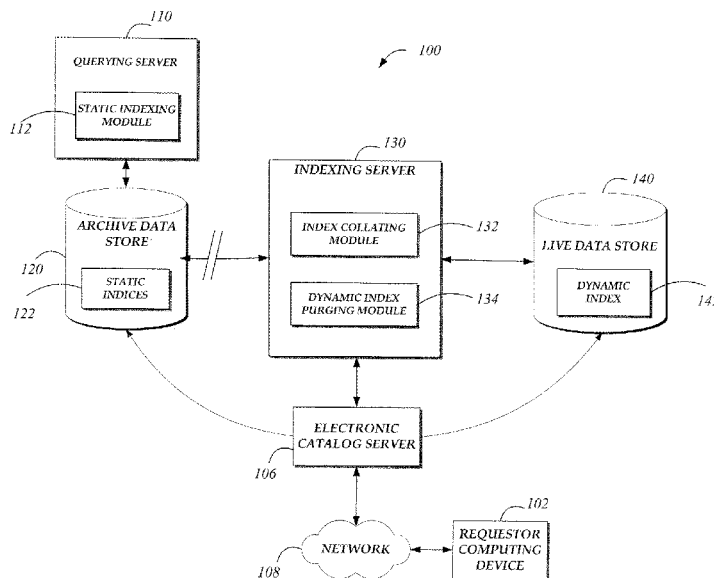 110
QUERYING SERVER
100
STATIC INDEXING
MODULE
112
130
INDEXING SERVER
140
ARCHIVE DATA
STORE
INDEX COLLATING
MODULE
132
LIVE DATA STORE
120
STATIC
INDICES
122
DYNAMIC INDEX
PURGING MODULE
134
DYNAMIC
INDEX
ELECTRONIC
CATALOG SERVER
106
102
NETWORK
108
REQUESTOR
COMPUTING
DEVICE